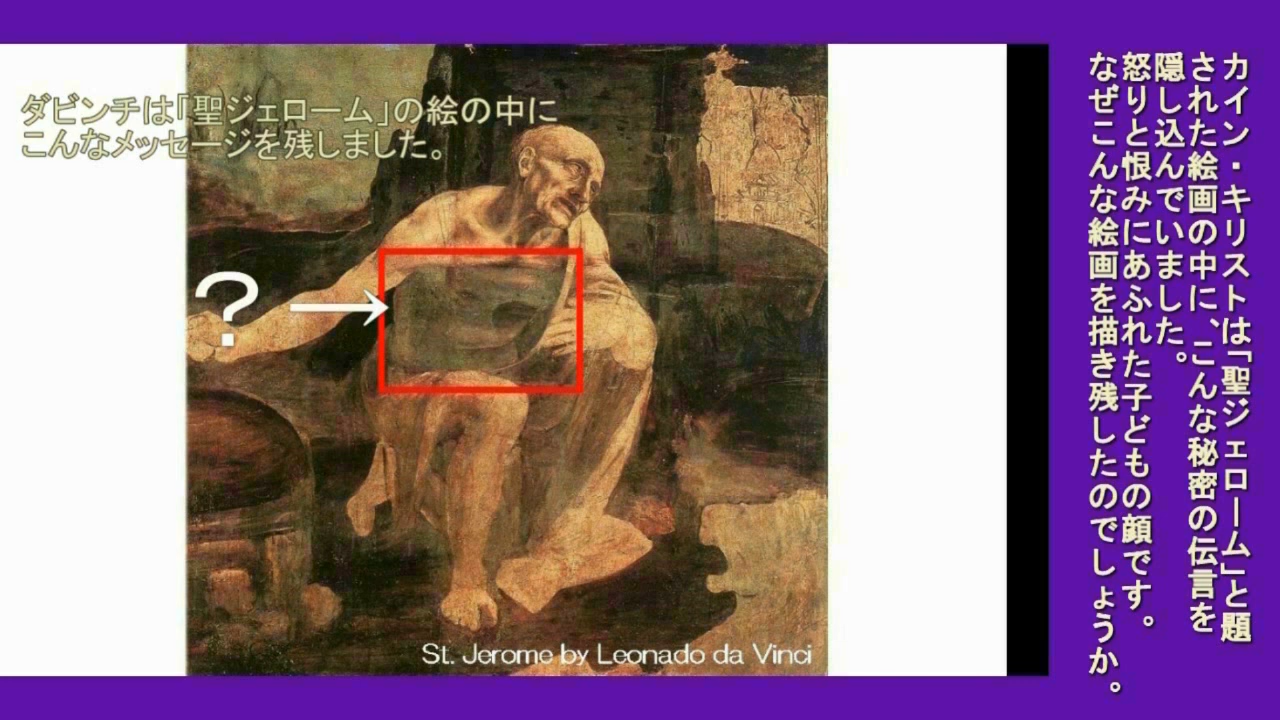 ダビンチは「聖ジェローム」の絵の中に
こんなメッセージを残しました。
?→
St. Jerome by Leonado da Vinci
カイン・キリストは「聖ジェローム」と題
された絵画の中に、こんな秘密の伝言を
隠し込んでいました。
怒りと恨みにあふれた子どもの顔です。
なぜこんな絵画を描き残したのでしょうか。